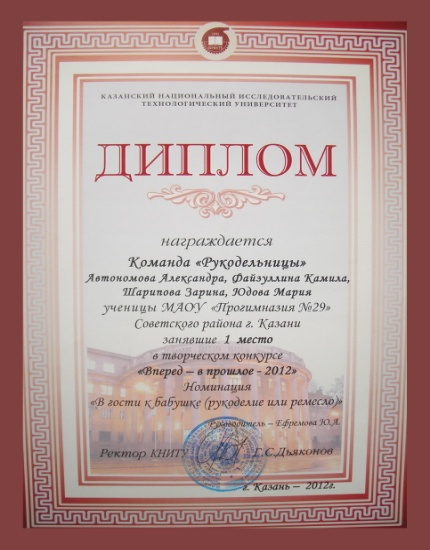 КАЗАНСКИЙ НАЦИОНАЛЬНЫЙ ИССЛЕДОВАТЕЛЬСКИЙ
ТЕХНОЛОГИЧЕСКИЙ УНИВЕРСИТЕТ
ДИПЛОМ
награждается
Команда «Рукодельницы»
Автономова Александра, Файзуллина Камила,
Шарипова Зарина, Юдова Мария
ученицы МАОУ «Прогимназия №29»
Советского района г. Казани
занявшие 1 место
в творческом конкурсе
«Вперед – в прошлое - 2012»
Номинация
«В гости к Бабушке (рукоделие или ремесло)»
Руководитель – Ефремова Ю.А.
Ректор КНИТУ Г.С.Дьяконов
г. Казань – 2012г.